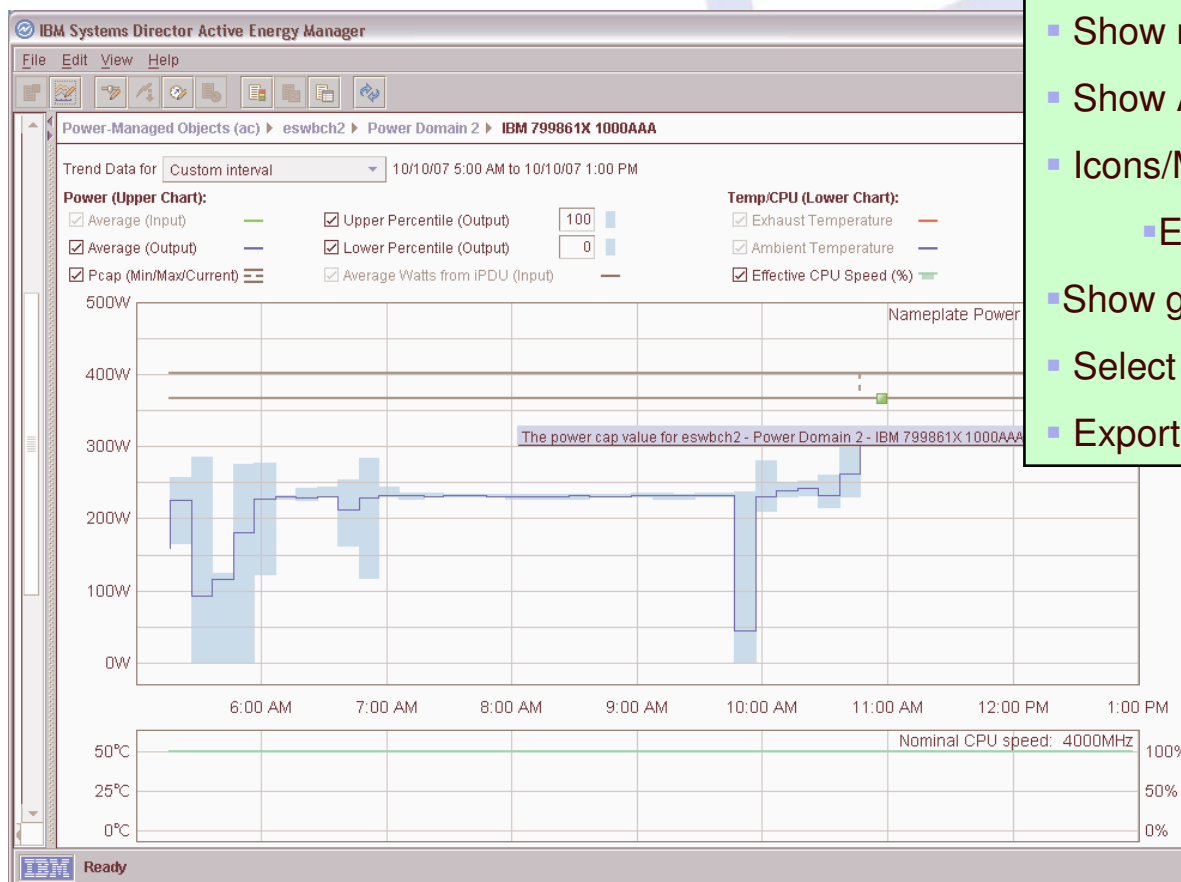 IBM Systems Director Active Energy Manager
File Edit View Help
Power-Managed Objects (ac) eswbch2 Power Domain 2 IBM 799861X 1000AAA
Trend Data for Custom interval 10/10/07 5:00 AM to 10/10/07 1:00 PM
Power (Upper Chart): Temp/CPU (Lower Chart):
Average (Input) Upper Percentile (Output) 100 Exhaust Temperature
Average (Output) Lower Percentile (Output) 0 Ambient Temperature
Pcap (Min/Max/Current) Average Watts from iPDU (Input) Effective CPU Speed (%)
500W
Nameplate Power
400W
The power cap value for eswbch2 - Power Domain 2 - IBM 799861X 1000AAA
300W
200W
100W
0W
6:00 AM 7:00 AM 8:00 AM 9:00 AM 10:00 AM 11:00 AM 12:00 PM 1:00 PM
Nominal CPU speed: 4000MHz
50°C 100%
25°C 50%
0°C 0%
IBM Ready
Show
Show
Icons/
Show
Select
Export